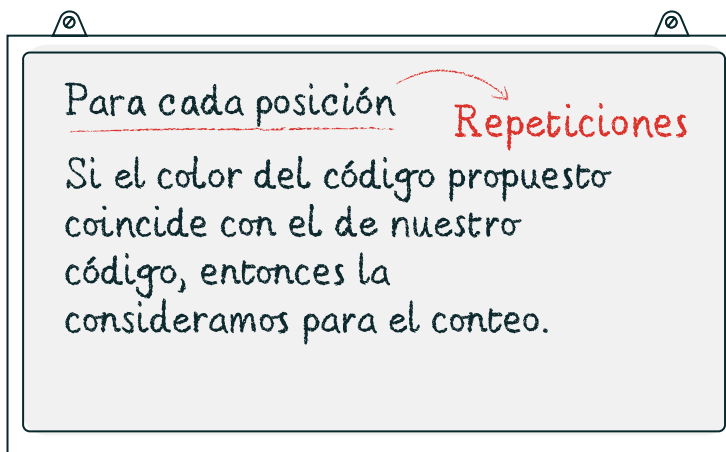 Para cada posición
Repeticiones
Si el color del código propuesto
coincide con el de nuestro
código, entonces la
consideramos para el conteo.